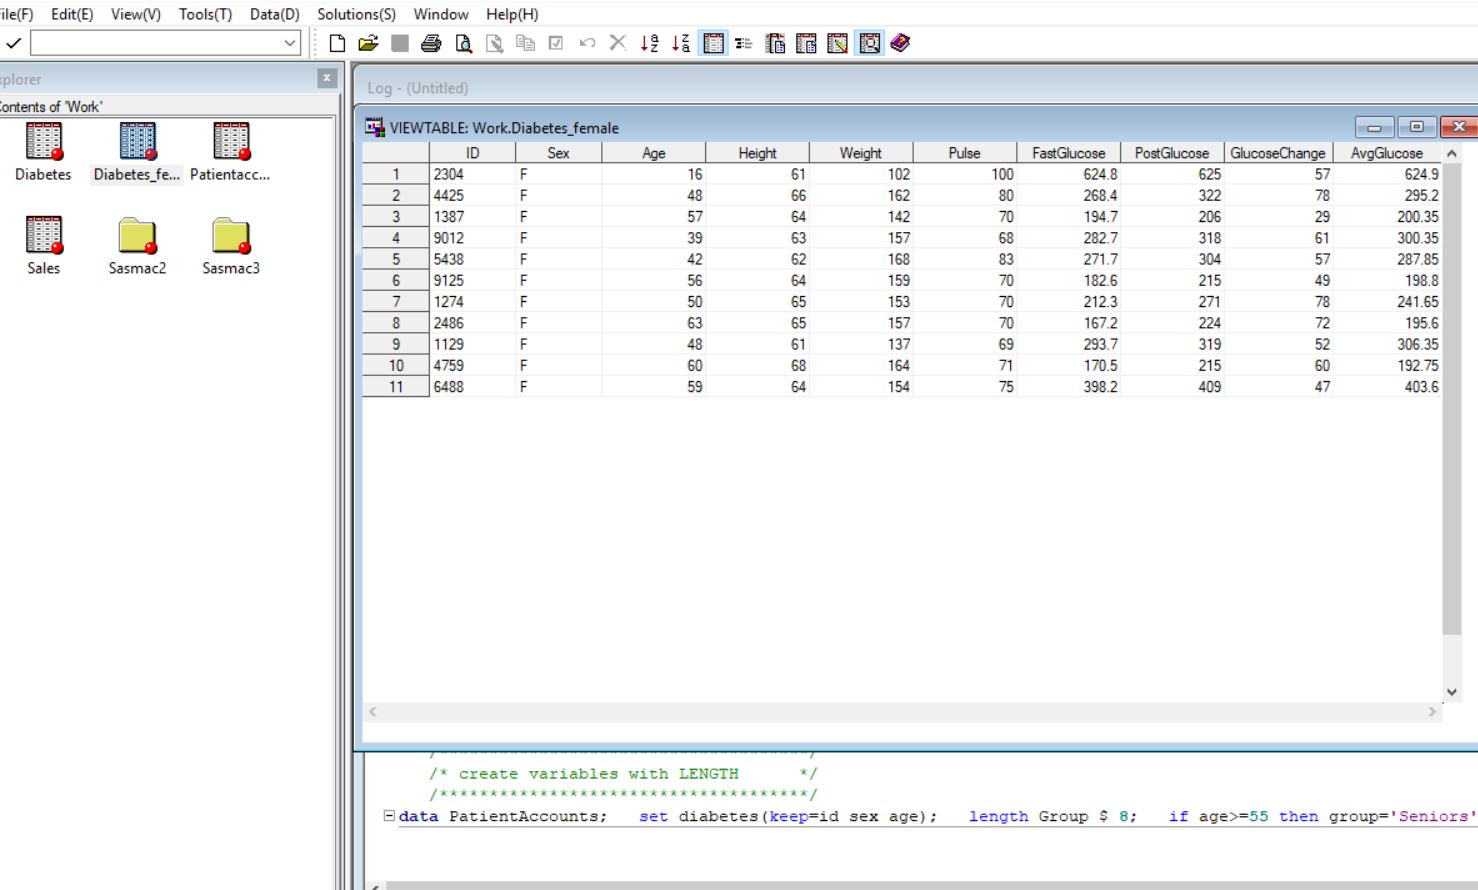 ile(F) Edit(E) View(V) Tools(T) Data(D) Solutions(S) Window Help(H)
xplorer
Contents of 'Work'
Diabetes Diabetes_fe... Patientacc...
Sales Sasmac2 Sasmac3
Log - (Untitled)
VIEWTABLE: Work.Diabetes_female
ID Sex Age Height Weight Pulse FastGlucose PostGlucose GlucoseChange AvgGlucose
1 2304 F 16 61 102 100 624.8 625 57 624.9
2 4425 F 48 66 162 80 268.4 322 78 295.2
3 1387 F 57 64 142 70 194.7 206 29 200.35
4 9012 F 39 63 157 68 282.7 318 61 300.35
5 5438 F 42 62 168 83 271.7 304 57 287.85
6 9125 F 56 64 159 70 182.6 215 49 198.8
7 1274 F 50 65 153 70 212.3 271 78 241.65
8 2486 F 63 65 157 70 167.2 224 72 195.6
9 1129 F 48 61 137 69 293.7 319 52 306.35
10 4759 F 60 68 164 71 170.5 215 60 192.75
11 6488 F 59 64 154 75 398.2 409 47 403.6
/* create variables with LENGTH */
/*************************************/
data PatientAccounts; set diabetes(keep=id sex age); length Group $ 8; if age>=55 then group='Seniors'